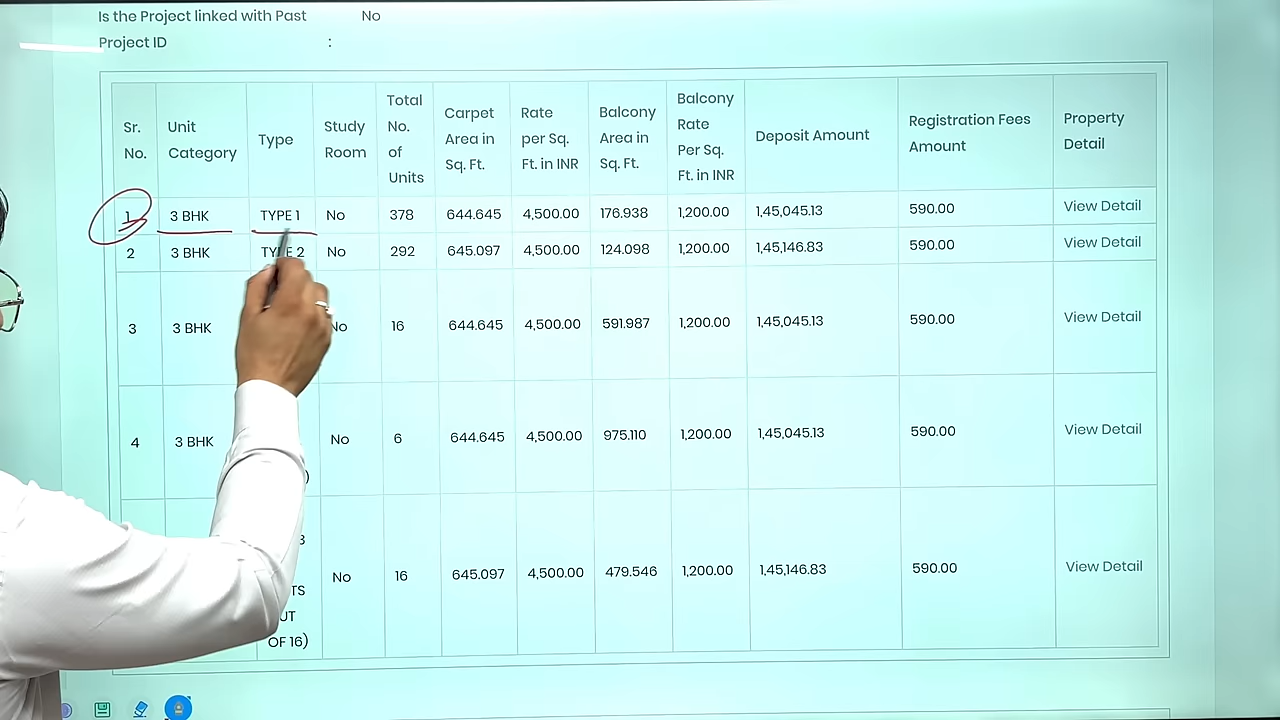 Is the Project linked with Past No
Project ID :
Sr. No. Unit Category Type Study Room Total No. of Units Carpet Area in Sq. Ft. Rate per Sq. Ft. in INR Balcony Area in Sq. Ft. Balcony Rate Per Sq. Ft. in INR Deposit Amount Registration Fees Amount Property Detail
1 3 BHK TYPE 1 No 378 644.645 4,500.00 176.938 1,200.00 1,45,045.13 590.00 View Detail
2 3 BHK TYPE 2 No 292 645.097 4,500.00 124.098 1,200.00 1,45,146.83 590.00 View Detail
3 3 BHK No 16 644.645 4,500.00 591.987 1,200.00 1,45,045.13 590.00 View Detail
4 3 BHK No 6 644.645 4,500.00 975.110 1,200.00 1,45,045.13 590.00 View Detail
No 16 645.097 4,500.00 479.546 1,200.00 1,45,146.83 590.00 View Detail
OF 16)